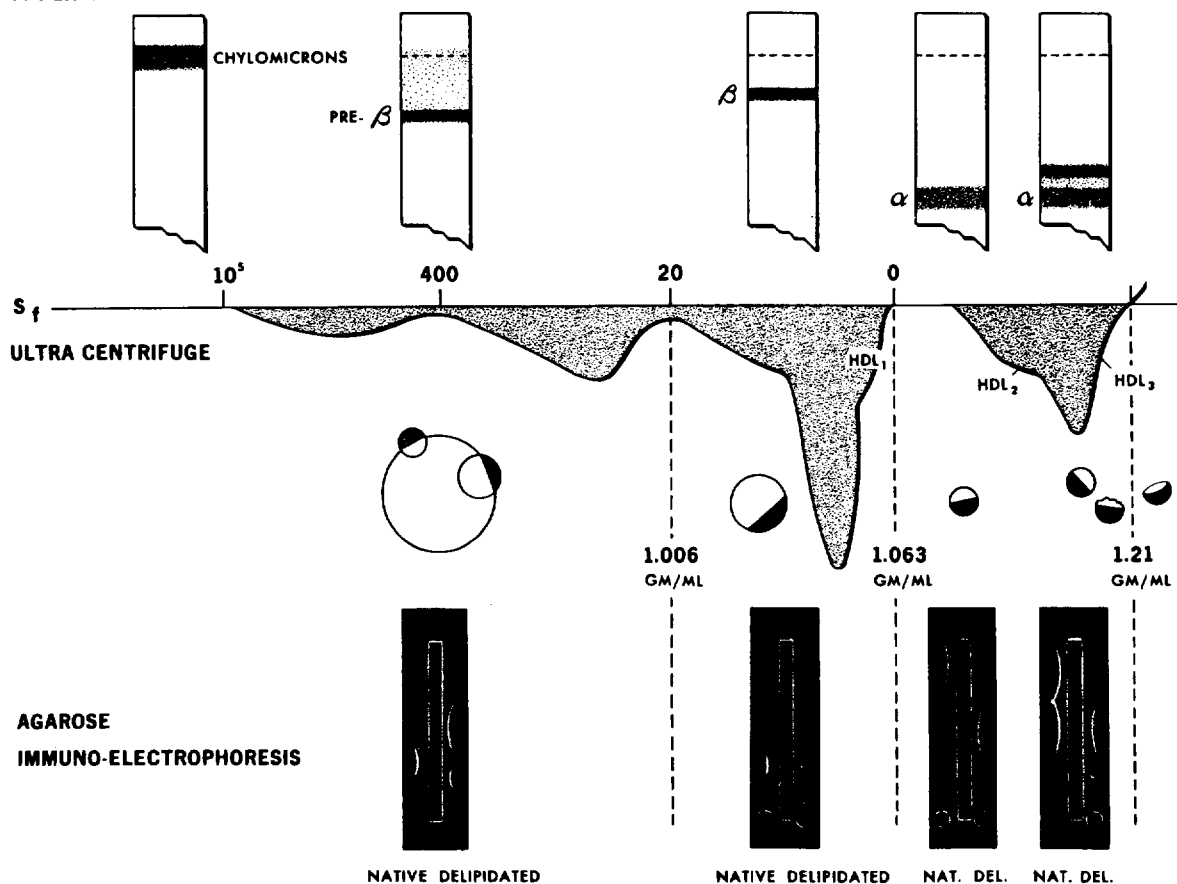 CHYLOMICRONS
PRE- β
β
α
α
10⁵ 400 20 0
S f
ULTRA CENTRIFUGE
HDL₁
HDL₂
HDL₃
1.006
GM/ML
1.063
GM/ML
1.21
GM/ML
AGAROSE
IMMUNO-ELECTROPHORESIS
NATIVE DELIPIDATED
NATIVE DELIPIDATED
NAT. DEL.
NAT. DEL.